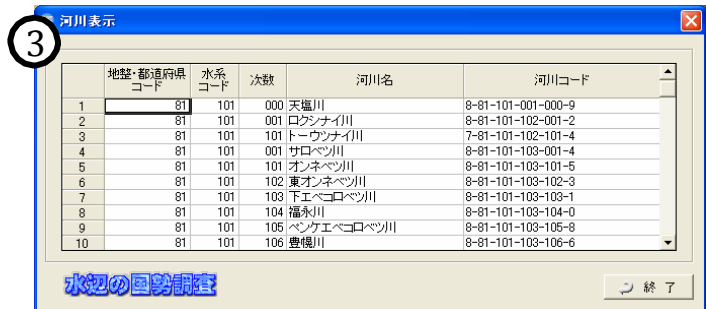 ③
河川表示
地整・都道府県コード 水系コード 次数 河川名 河川コード
1 81 101 000 天塩川 8-81-101-001-000-9
2 81 101 001 ロクシナイ川 8-81-101-102-001-2
3 81 101 101 トーウツナイ川 7-81-101-102-101-4
4 81 101 001 サロベツ川 8-81-101-103-001-4
5 81 101 101 オンネベツ川 8-81-101-103-101-5
6 81 101 102 東オンネベツ川 8-81-101-103-102-3
7 81 101 103 下エベコロベツ川 8-81-101-103-103-1
8 81 101 104 福永川 8-81-101-103-104-0
9 81 101 105 ペンケエベコロベツ川 8-81-101-103-105-8
10 81 101 106 豊幌川 8-81-101-103-106-6
水辺の国勢調査
終了